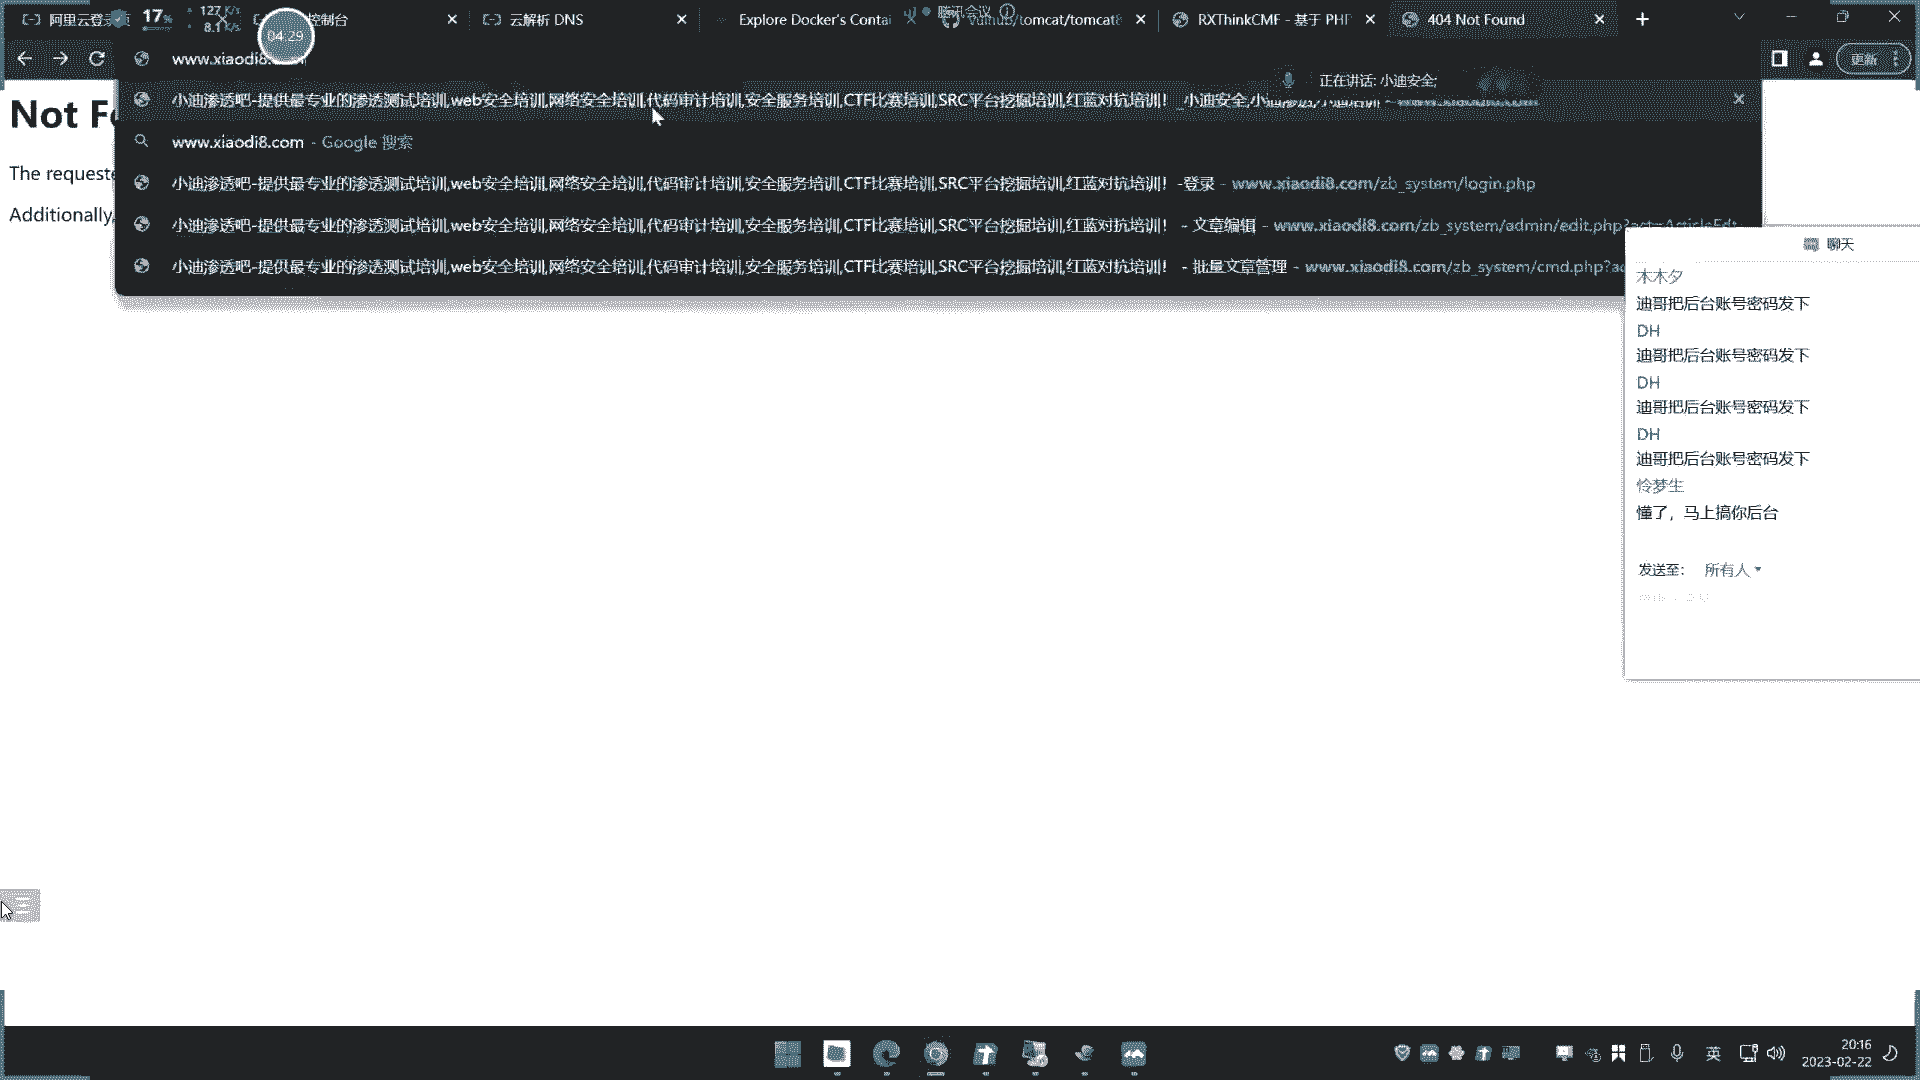 阿里云登录
17%
127 K/s
8.1 K/s
控制台
云解析 DNS
Explore Docker's Contai
腾讯会议
vulhub/tomcat/tomcat8
RXThinkCMF - 基于 PHP
404 Not Found
04:29
www.xiaodi8.com
更新
正在讲话: 小迪安全;
小迪渗透吧-提供最专业的渗透测试培训,web安全培训,网络安全培训,代码审计培训,安全服务培训,CTF比赛培训,SRC平台挖掘培训,红蓝对抗培训! 小迪安全,小迪渗透,小迪培训
www.xiaodi8.com - Google 搜索
小迪渗透吧-提供最专业的渗透测试培训,web安全培训,网络安全培训,代码审计培训,安全服务培训,CTF比赛培训,SRC平台挖掘培训,红蓝对抗培训! -登录 - www.xiaodi8.com/zb_system/login.php
小迪渗透吧-提供最专业的渗透测试培训,web安全培训,网络安全培训,代码审计培训,安全服务培训,CTF比赛培训,SRC平台挖掘培训,红蓝对抗培训! - 文章编辑 - www.xiaodi8.com/zb_system/admin/edit.php?act=ArticleEdt
小迪渗透吧-提供最专业的渗透测试培训,web安全培训,网络安全培训,代码审计培训,安全服务培训,CTF比赛培训,SRC平台挖掘培训,红蓝对抗培训! - 批量文章管理 - www.xiaodi8.com/zb_system/cmd.php?ac
Not Fo
The requeste
Additionally,
聊天
木木夕
迪哥把后台账号密码发下
DH
迪哥把后台账号密码发下
DH
迪哥把后台账号密码发下
DH
迪哥把后台账号密码发下
怜梦生
懂了，马上搞你后台
发送至: 所有人
英
20:16
2023-02-22